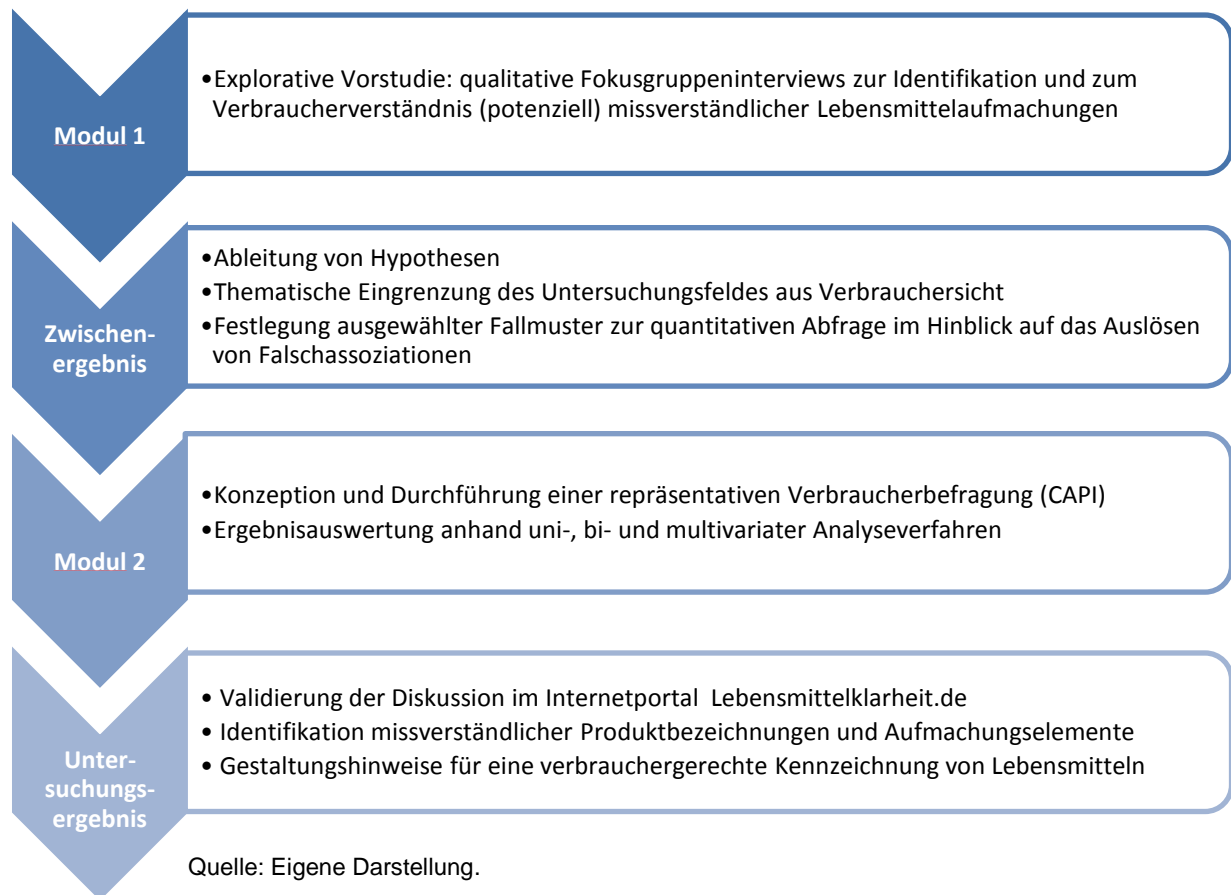 Modul 1
•Explorative Vorstudie: qualitative Fokusgruppeninterviews zur Identifikation und zum
Verbraucherverständnis (potenziell) missverständlicher Lebensmittelaufmachungen
Zwischen-
ergebnis
•Ableitung von Hypothesen
•Thematische Eingrenzung des Untersuchungsfeldes aus Verbrauchersicht
•Festlegung ausgewählter Fallmuster zur quantitativen Abfrage im Hinblick auf das Auslösen
von Falschassoziationen
Modul 2
•Konzeption und Durchführung einer repräsentativen Verbraucherbefragung (CAPI)
•Ergebnisauswertung anhand uni-, bi- und multivariater Analyseverfahren
Unter-
suchungs-
ergebnis
• Validierung der Diskussion im Internetportal Lebensmittelklarheit.de
• Identifikation missverständlicher Produktbezeichnungen und Aufmachungselemente
• Gestaltungshinweise für eine verbrauchergerechte Kennzeichnung von Lebensmitteln
Quelle: Eigene Darstellung.